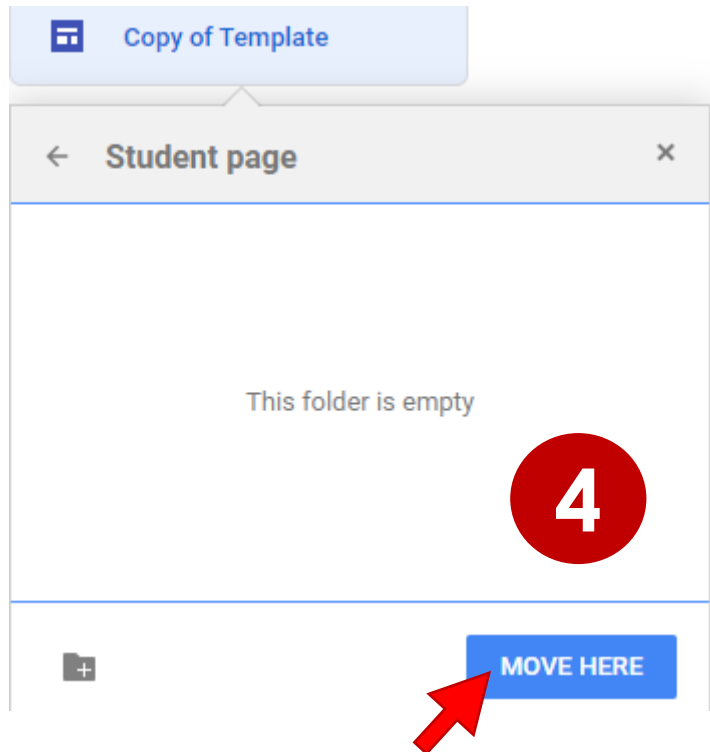 Copy of Template
Student page
This folder is empty
4
MOVE HERE